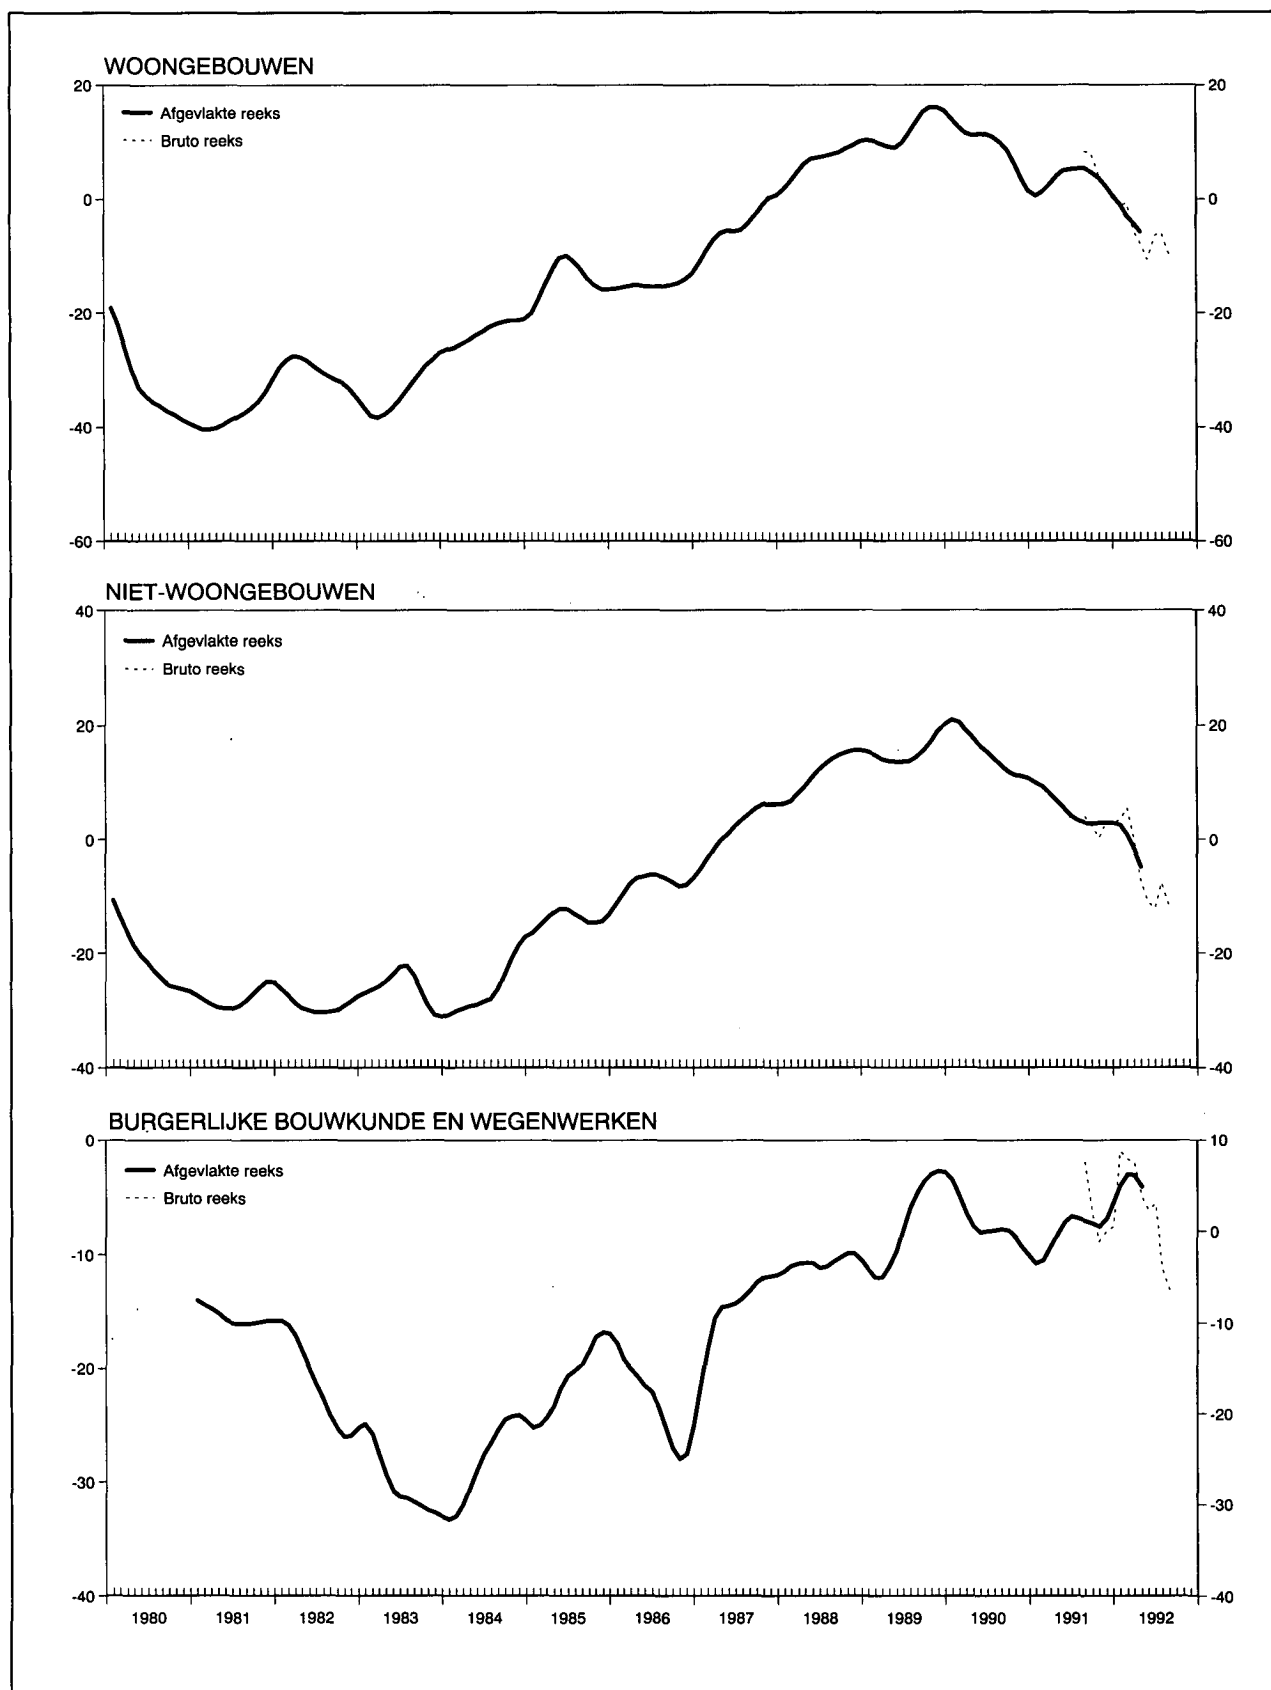 WOONGEBOUWEN
20 20
Afgevlakte reeks
Bruto reeks
0 0
-20 -20
-40 -40
-60 -60
NIET-WOONGEBOUWEN
40 40
Afgevlakte reeks
Bruto reeks
20 20
0 0
-20 -20
-40 -40
BURGERLIJKE BOUWKUNDE EN WEGENWERKEN
0 10
Afgevlakte reeks
Bruto reeks
0
-10
-10
-20
-20
-30
-30
-40 -40
1980 1981 1982 1983 1984 1985 1986 1987 1988 1989 1990 1991 1992